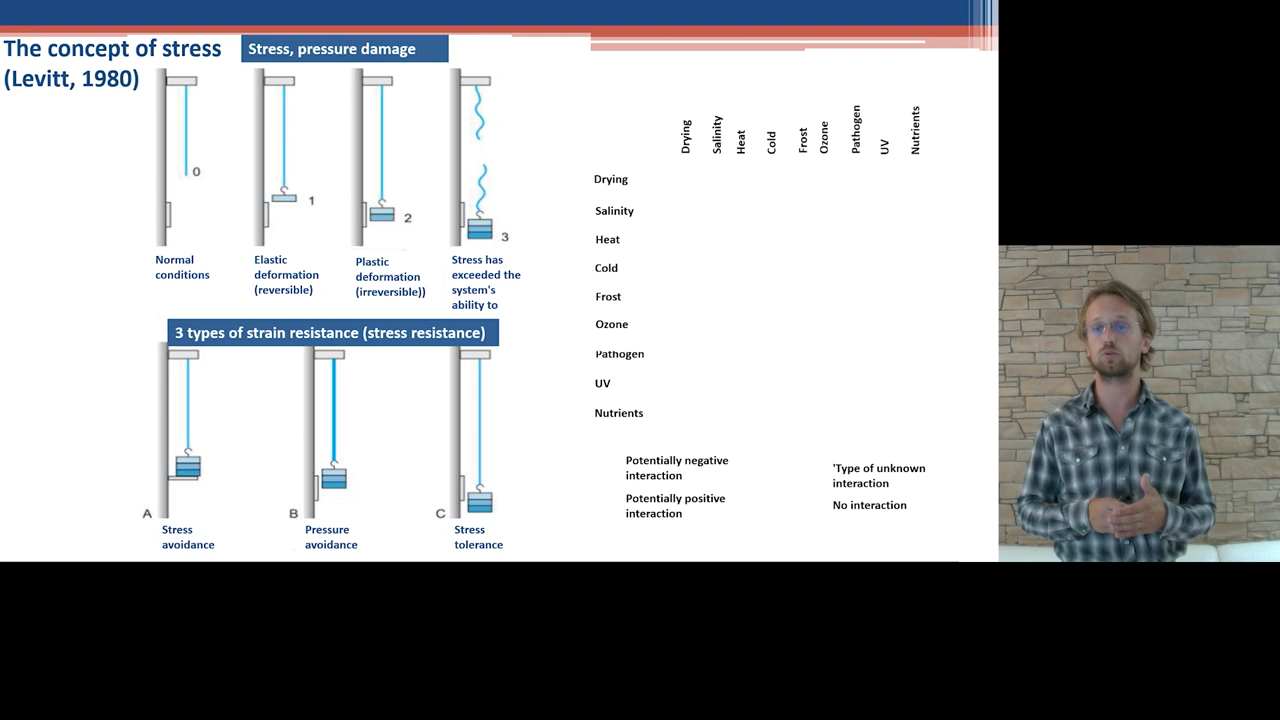 The concept of stress
(Levitt, 1980)
Stress, pressure damage
0
1
2
3
Normal
conditions
Elastic
deformation
(reversible)
Plastic
deformation
(irreversible))
Stress has
exceeded the
system's
ability to
3 types of strain resistance (stress resistance)
A
B
C
Stress
avoidance
Pressure
avoidance
Stress
tolerance
Drying
Salinity
Heat
Cold
Frost
Ozone
Pathogen
UV
Nutrients
Drying
Salinity
Heat
Cold
Frost
Ozone
Pathogen
UV
Nutrients
Potentially negative
interaction
Potentially positive
interaction
'Type of unknown
interaction
No interaction